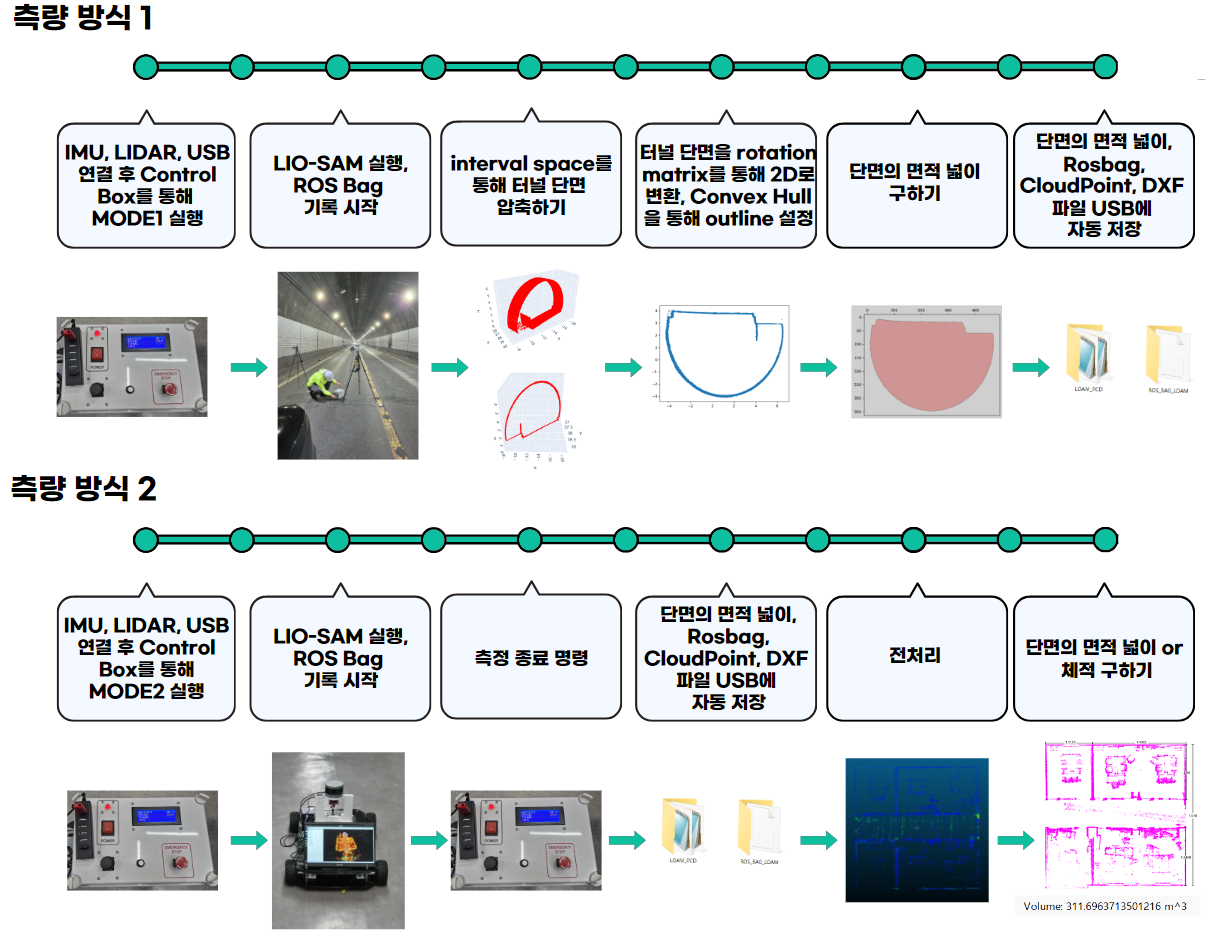 측량 방식 1
IMU, LIDAR, USB
연결 후 Control
Box를 통해
MODE1 실행
LIO-SAM 실행,
ROS Bag
기록 시작
interval space를
통해 터널 단면
압축하기
터널 단면을 rotation
matrix를 통해 2D로
변환, Convex Hull
을 통해 outline 설정
단면의 면적 넓이
구하기
단면의 면적 넓이,
Rosbag,
CloudPoint, DXF
파일 USB에
자동 저장
POWER
EMERGENCY
STOP
LOAM_PCD
ROS_BAG_LOAM
측량 방식 2
IMU, LIDAR, USB
연결 후 Control
Box를 통해
MODE2 실행
LIO-SAM 실행,
ROS Bag
기록 시작
측정 종료 명령
단면의 면적 넓이,
Rosbag,
CloudPoint, DXF
파일 USB에
자동 저장
전처리
단면의 면적 넓이 or
체적 구하기
POWER
EMERGENCY
STOP
POWER
EMERGENCY
STOP
LOAM_PCD
ROS_BAG_LOAM
Volume: 311.6963713501216 m^3